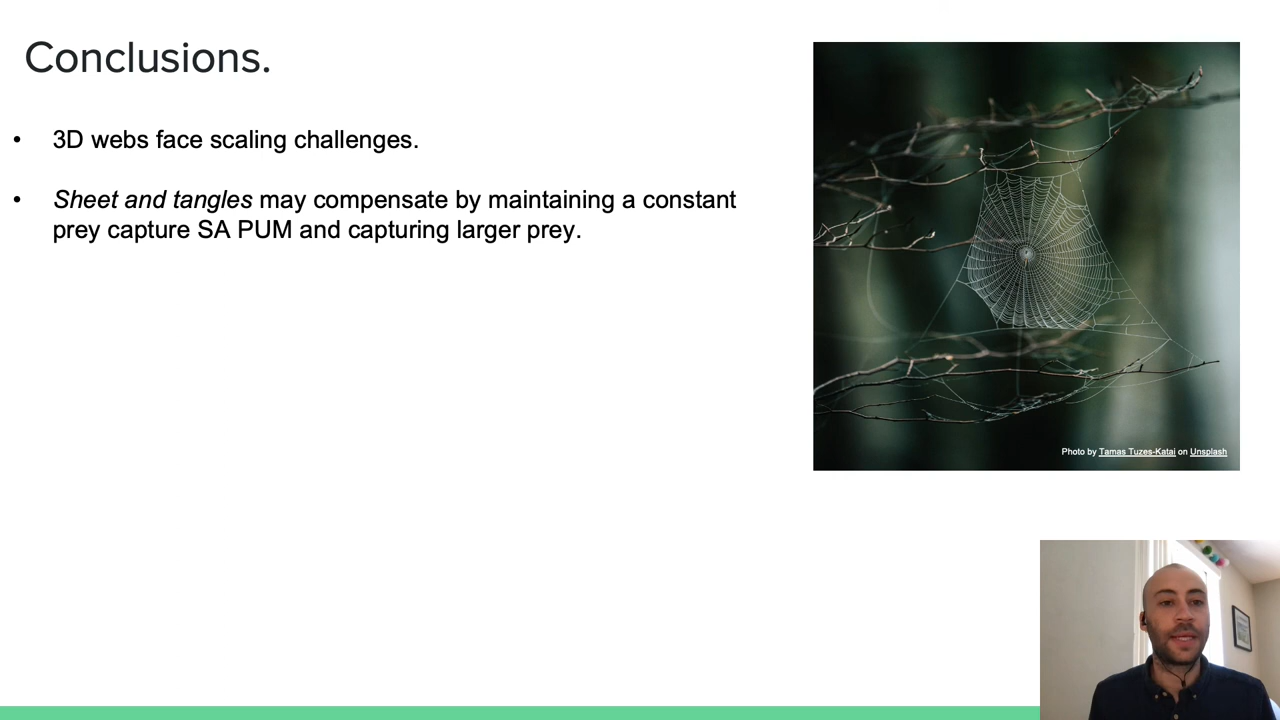 Conclusions.
• 3D webs face scaling challenges.
• Sheet and tangles may compensate by maintaining a constant
prey capture SA PUM and capturing larger prey.
Photo by Tamas Tuzes-Katai on Unsplash